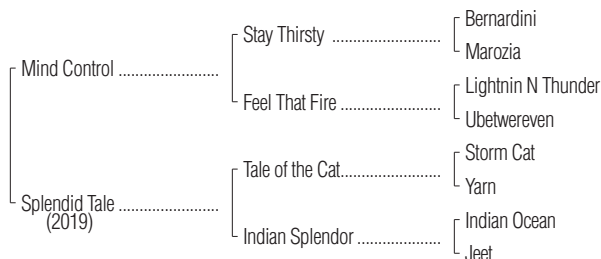 Bernardini
Stay Thirsty ........................
Marozia
Mind Control ......................
Lightnin N Thunder
Feel That Fire ......................
Ubetwereven
Storm Cat
Tale of the Cat......................
Yarn
Splendid Tale ......................
(2019)
Indian Ocean
Indian Splendor ..................
Jeet